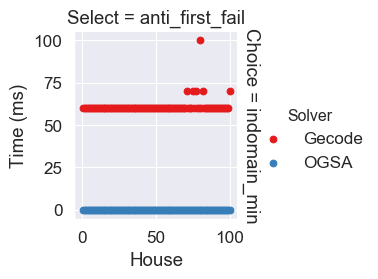 Select = anti_first_fail
Choice = indomain_min
Time (ms)
100
75
50
25
0
0
50
100
House
Solver
Gecode
OGSA